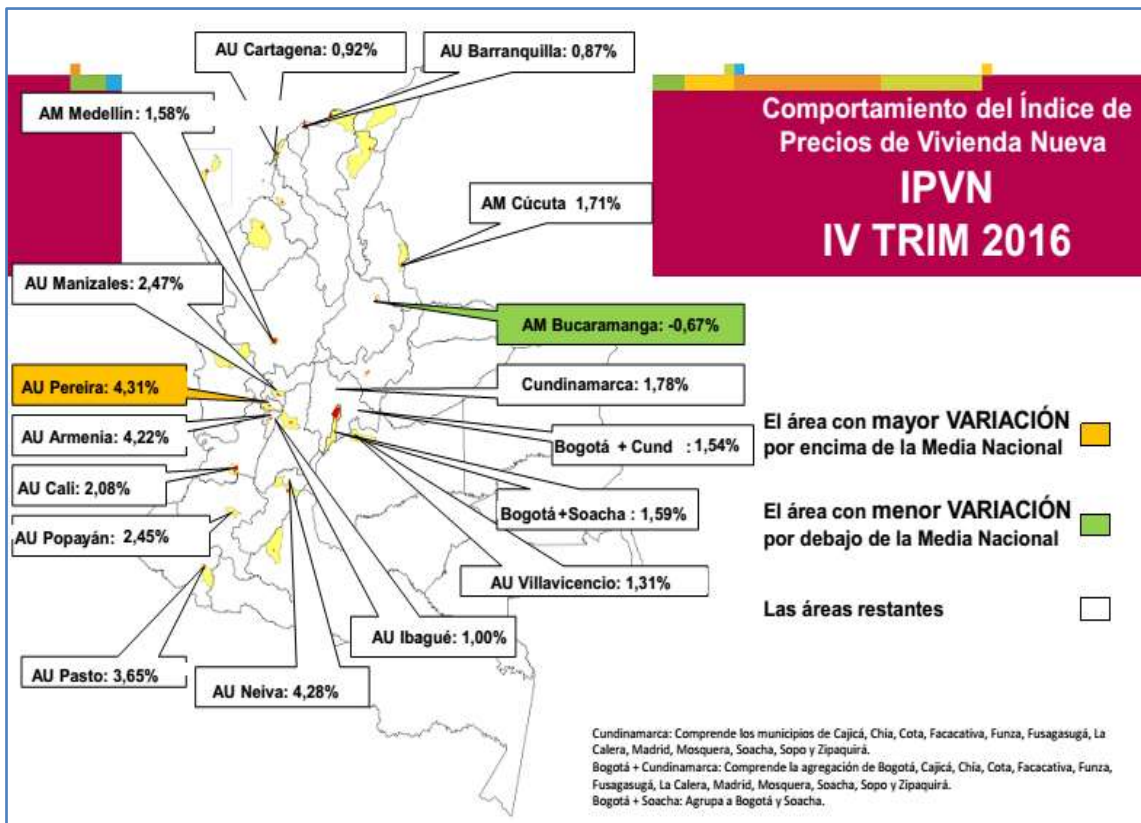 AU Cartagena: 0,92%
AU Barranquilla: 0,87%
AM Medellín: 1,58%
Comportamiento del Índice de
Precios de Vivienda Nueva
IPVN
IV TRIM 2016
AM Cúcuta 1,71%
AU Manizales: 2,47%
AM Bucaramanga: -0,67%
AU Pereira: 4,31%
Cundinamarca: 1,78%
AU Armenia: 4,22%
Bogotá + Cund : 1,54%
AU Cali: 2,08%
Bogotá+Soacha : 1,59%
AU Popayán: 2,45%
AU Villavicencio: 1,31%
AU Ibagué: 1,00%
AU Pasto: 3,65%
AU Neiva: 4,28%
El área con mayor VARIACIÓN
por encima de la Media Nacional
El área con menor VARIACIÓN
por debajo de la Media Nacional
Las áreas restantes
Cundinamarca: Comprende los municipios de Cajicá, Chía, Cota, Facacativa, Funza, Fusagasugá, La
Calera, Madrid, Mosquera, Soacha, Sopo y Zipaquirá.
Bogotá + Cundinamarca: Comprende la agregación de Bogotá, Cajicá, Chía, Cota, Facacativa, Funza,
Fusagasugá, La Calera, Madrid, Mosquera, Soacha, Sopo y Zipaquirá.
Bogotá + Soacha: Agrupa a Bogotá y Soacha.